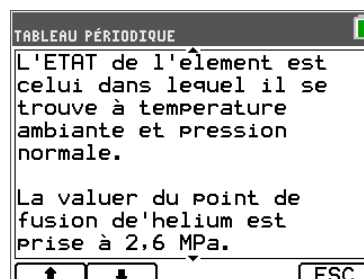 TABLEAU PÉRIODIQUE
L'ETAT de l'element est
celui dans lequel il se
trouve à temperature
ambiante et pression
normale.
La valuer du point de
fusion de'helium est
prise à 2,6 MPa.
ESC